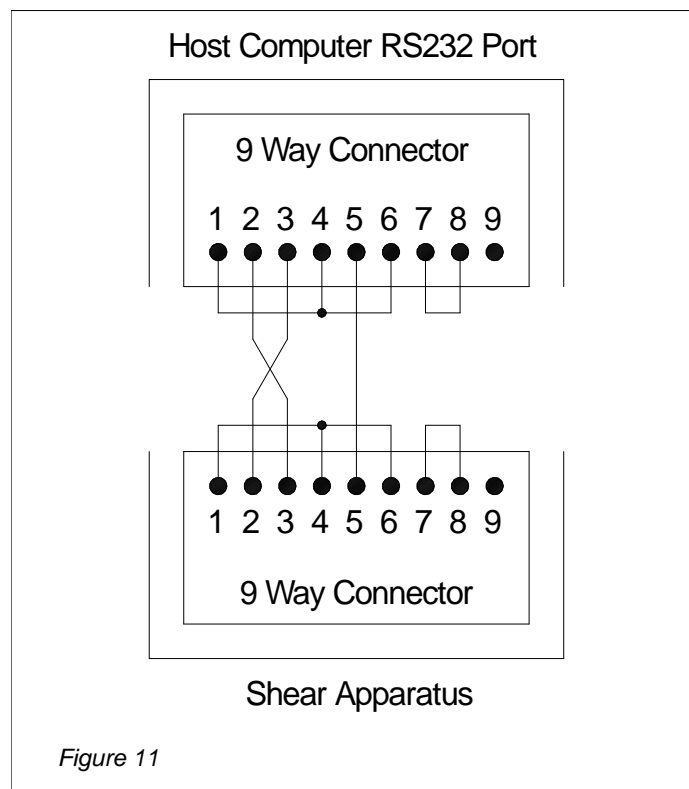 Host Computer RS232 Port
9 Way Connector
1 2 3 4 5 6 7 8 9
1 2 3 4 5 6 7 8 9
9 Way Connector
Shear Apparatus
Figure 11